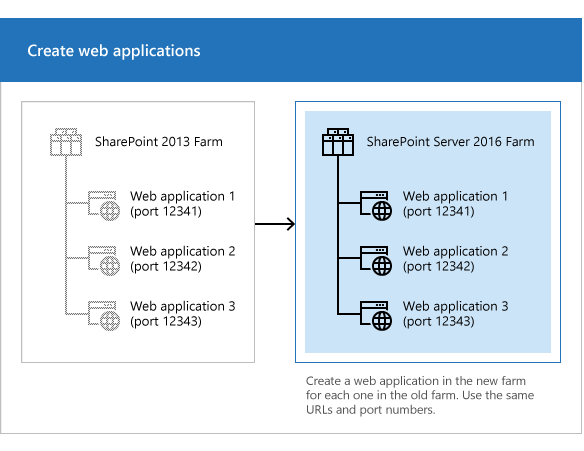 Create web applications
SharePoint 2013 Farm
Web application 1
(port 12341)
Web application 2
(port 12342)
Web application 3
(port 12343)
SharePoint Server 2016 Farm
Web application 1
(port 12341)
Web application 2
(port 12342)
Web application 3
(port 12343)
Create a web application in the new farm
for each one in the old farm. Use the same
URLs and port numbers.